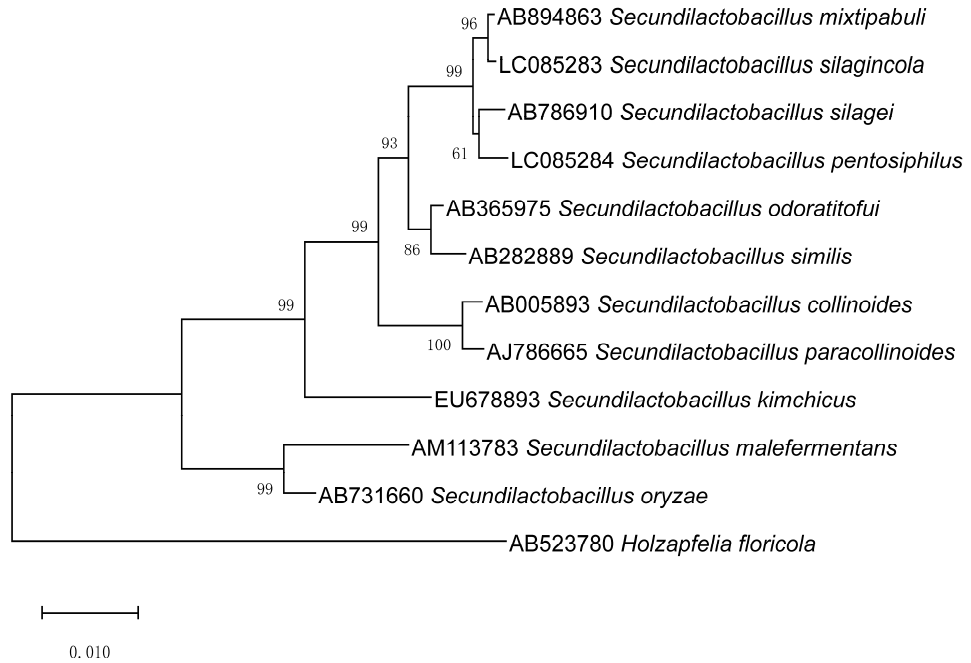 96
AB894863 Secundilactobacillus mixtipabuli
LC085283 Secundilactobacillus silagincola
99
AB786910 Secundilactobacillus silagei
61
LC085284 Secundilactobacillus pentosiphilus
93
AB365975 Secundilactobacillus odoratitofui
86
AB282889 Secundilactobacillus similis
99
AB005893 Secundilactobacillus collinoides
100
AJ786665 Secundilactobacillus paracollinoides
99
EU678893 Secundilactobacillus kimchicus
AM113783 Secundilactobacillus malefermentans
99
AB731660 Secundilactobacillus oryzae
AB523780 Holzapfelia floricola
0.010